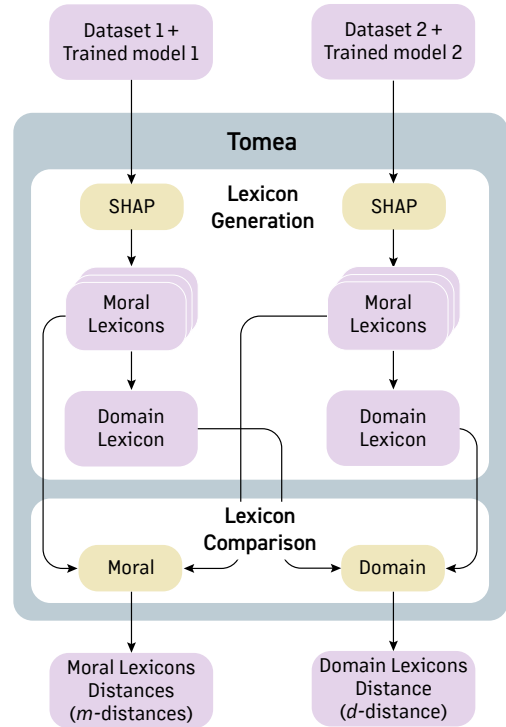 Dataset 1 +
Trained model 1
Dataset 2 +
Trained model 2
Tomea
Lexicon
Generation
SHAP
SHAP
Moral
Lexicons
Moral
Lexicons
Domain
Lexicon
Domain
Lexicon
Lexicon
Comparison
Moral
Domain
Moral Lexicons
Distances
(m-distances)
Domain Lexicons
Distance
(d-distance)